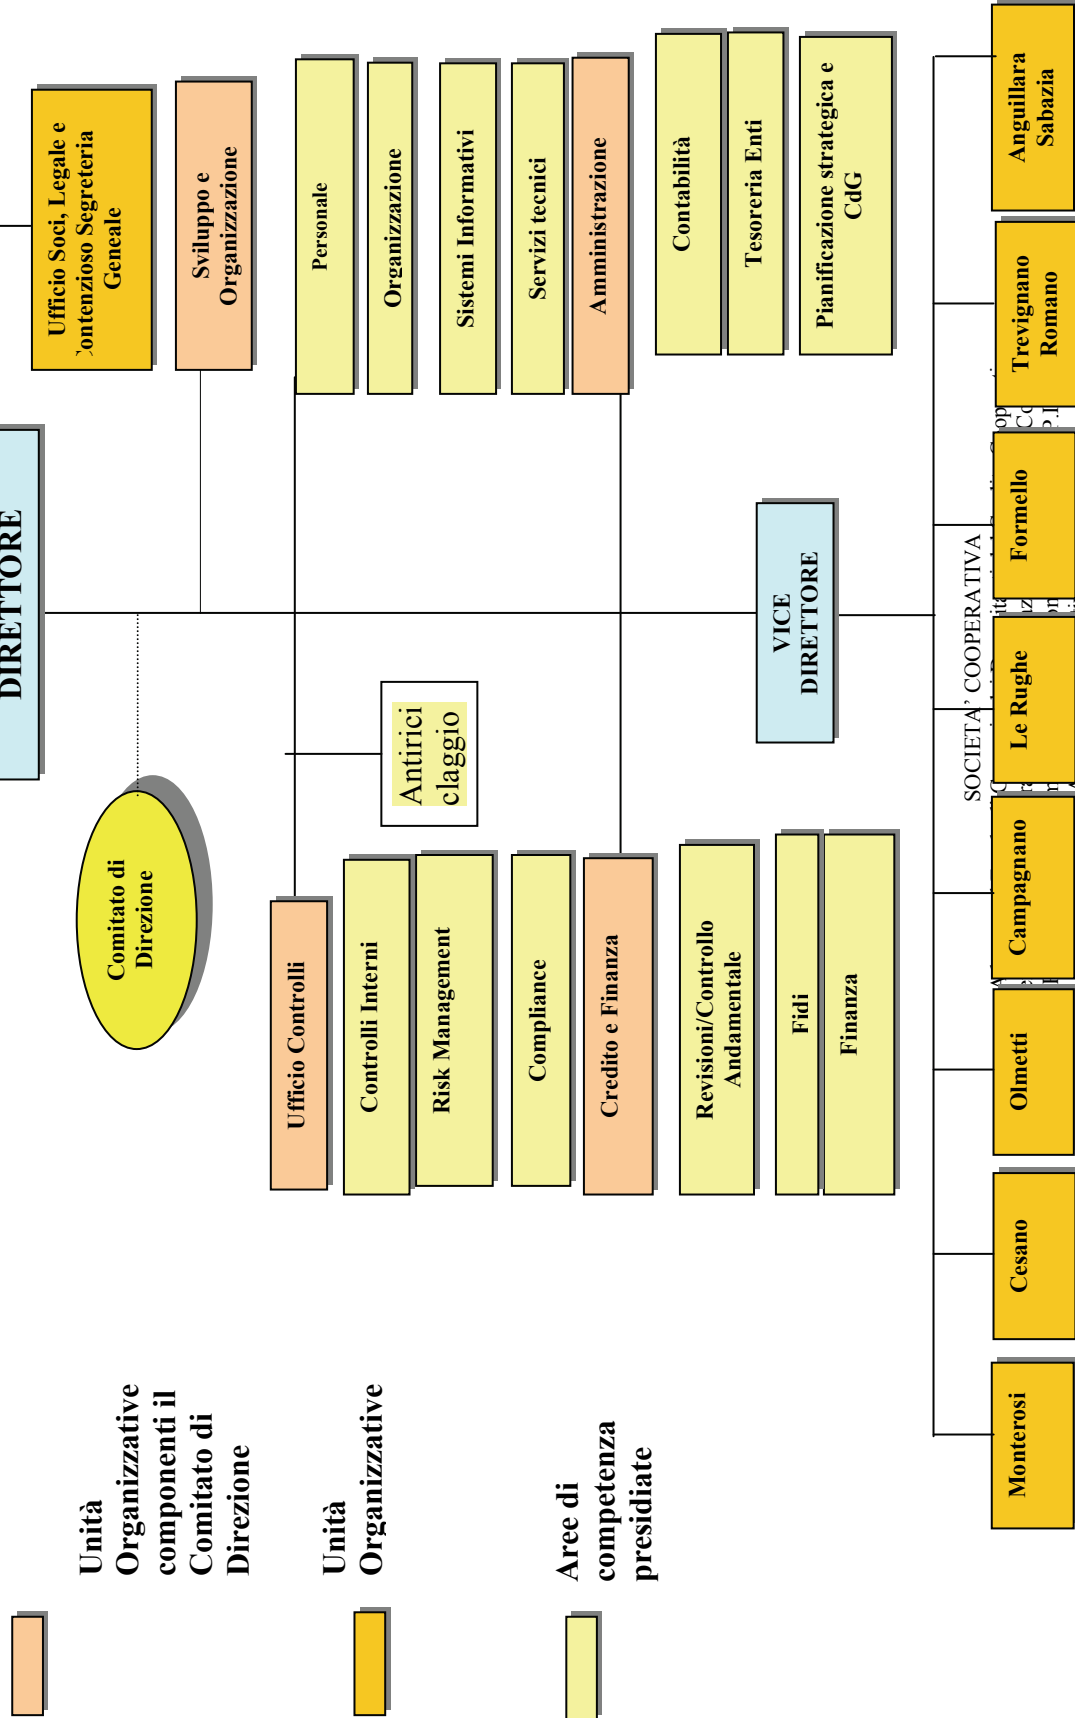 DIRETTORE
Ufficio Soci, Legale e
Contenzioso Segreteria
Geneale
Comitato di
Direzione
Sviluppo e
Organizzazione
Ufficio Controlli
Controlli Interni
Risk Management
Compliance
Credito e Finanza
Revisioni/Controllo
Andamentale
Fidi
Finanza
Antirici
claggio
Personale
Organizzazione
Sistemi Informativi
Servizi tecnici
Amministrazione
Contabilità
Tesoreria Enti
Pianificazione strategica e
CdG
VICE
DIRETTORE
SOCIETA' COOPERATIVA
Monterosi
Cesano
Olmetti
Campagnano
Le Rughe
Formello
Trevignano
Romano
Anguillara
Sabazia
Unità
Organizzative
componenti il
Comitato di
Direzione
Unità
Organizzative
Aree di
competenza
presidiate